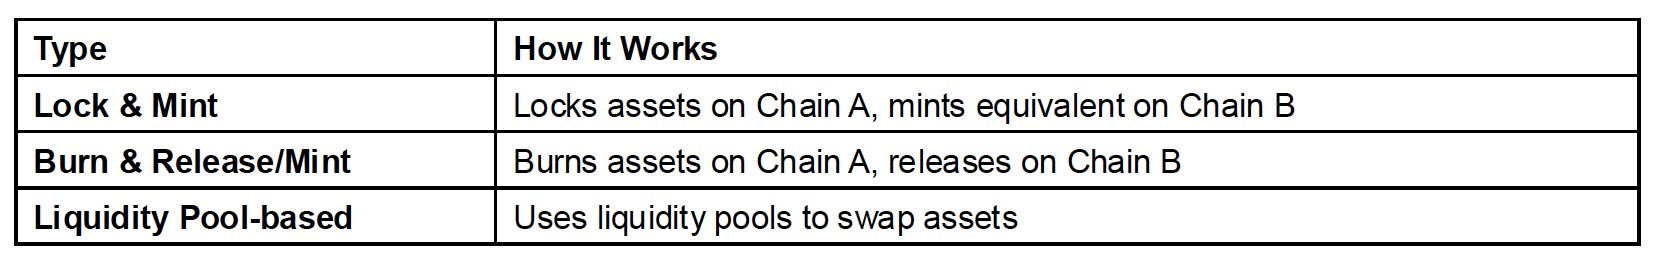 Type How It Works
Lock & Mint Locks assets on Chain A, mints equivalent on Chain B
Burn & Release/Mint Burns assets on Chain A, releases on Chain B
Liquidity Pool-based Uses liquidity pools to swap assets